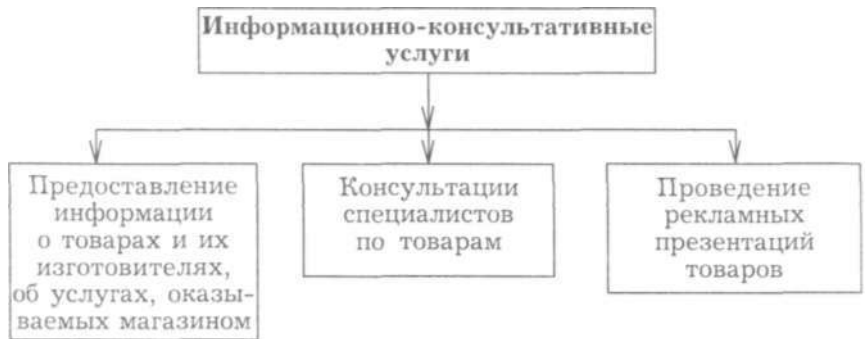 Информационно-консультативные
услуги
Предоставление
информации
о товарах и их
изготовителях,
об услугах, оказы-
ваемых магазином
Консультации
специалистов
по товарам
Проведение
рекламных
презентаций
товаров